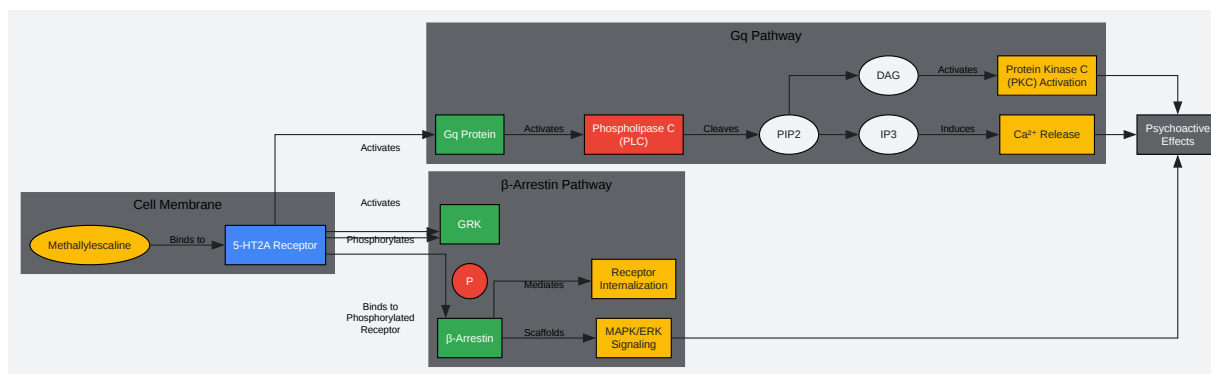 Gq Pathway
DAG
Activates
Protein Kinase C
(PKC) Activation
Gq Protein
Activates
Phospholipase C
(PLC)
Cleaves
PIP2
IP3
Induces
Ca²⁺ Release
Psychoactive
Effects
Activates
β-Arrestin Pathway
Cell Membrane
Activates
GRK
Methallylescaline
Binds to
5-HT2A Receptor
Phosphorylates
P
Receptor
Internalization
Mediates
Binds to
Phosphorylated
Receptor
β-Arrestin
Scaffolds
MAPK/ERK
Signaling